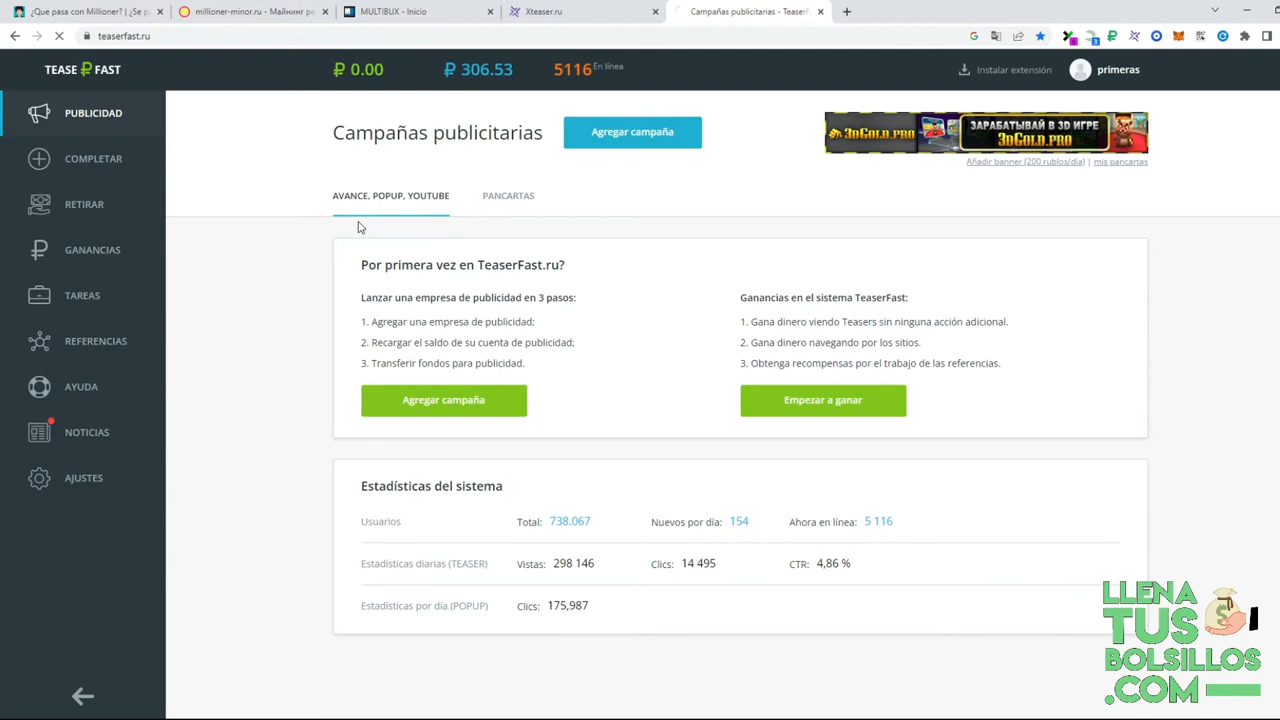 ¿Que pasa con Millioner? | ¿Se p
millioner-minor.ru - Майнинг ре
MULTIBUX - Inicio
Xteaser.ru
Campañas publicitarias - TeaserF
teaserfast.ru
TEASE FAST
₽ 0.00
₽ 306.53
5116 En línea
Instalar extensión
primeras
PUBLICIDAD
COMPLETAR
RETIRAR
GANANCIAS
TAREAS
REFERENCIAS
AYUDA
NOTICIAS
AJUSTES
Campañas publicitarias
Agregar campaña
3DGOLD.PRO
ЗАРАБАТЫВАЙ В 3D ИГРЕ
3DGOLD.PRO
Añadir banner (200 rublos/día) | mis pancartas
AVANCE, POPUP, YOUTUBE
PANCARTAS
Por primera vez en TeaserFast.ru?
Lanzar una empresa de publicidad en 3 pasos:
1. Agregar una empresa de publicidad;
2. Recargar el saldo de su cuenta de publicidad;
3. Transferir fondos para publicidad.
Agregar campaña
Ganancias en el sistema TeaserFast:
1. Gana dinero viendo Teasers sin ninguna acción adicional.
2. Gana dinero navegando por los sitios.
3. Obtenga recompensas por el trabajo de las referencias.
Empezar a ganar
Estadísticas del sistema
Usuarios Total: 738.067 Nuevos por día: 154 Ahora en línea: 5 116
Estadísticas diarias (TEASER) Vistas: 298 146 Clics: 14 495 CTR: 4,86 %
Estadísticas por día (POPUP) Clics: 175,987
LLENA
TUS
BOLSILLOS
.COM